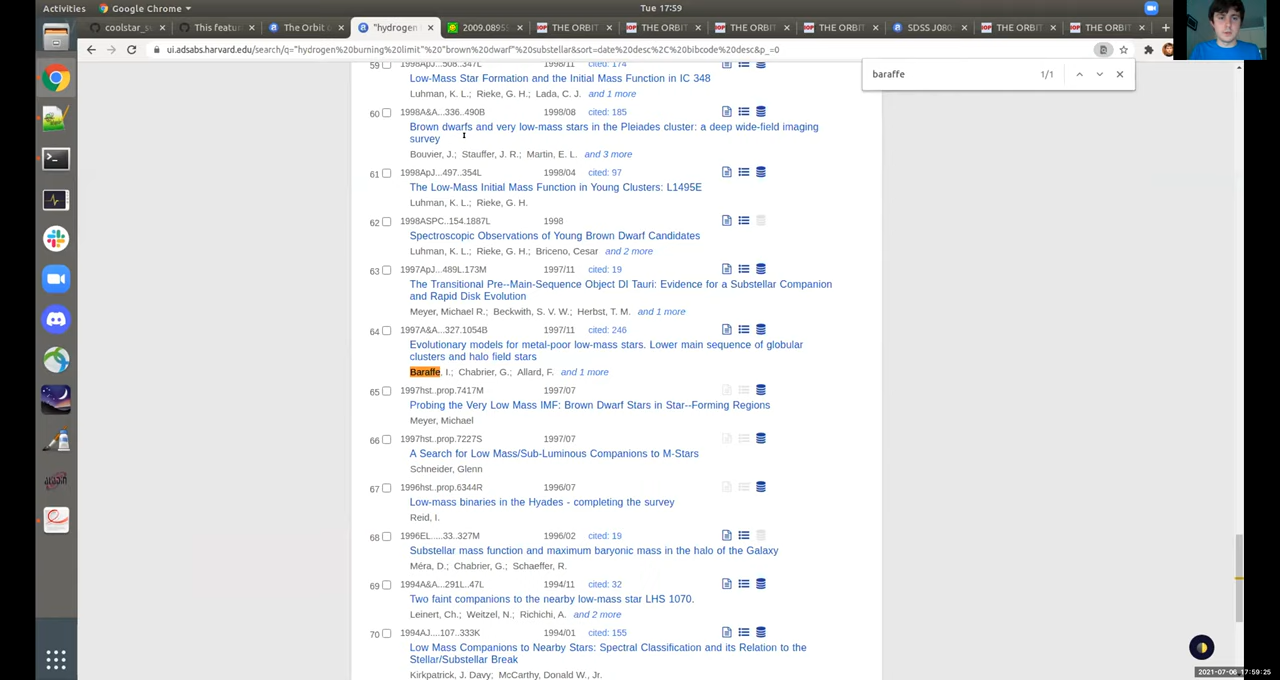 Activities
Google Chrome
Tue 17:59
coolstar_s
This featu
The Orbit o
"hydrogen
2009.0895
THE ORBIT
THE ORBIT
THE ORBIT
THE ORBIT
SDSS J080
THE ORBIT
THE ORBIT
ui.adsabs.harvard.edu/search/q="hydrogen%20burning%20limit"%20"brown%20dwarf"%20substellar&sort=date%20desc%2C%20bibcode%20desc&p_=0
baraffe
1/1
59
1998ApJ...508..347L
1998/11
cited: 174
Low-Mass Star Formation and the Initial Mass Function in IC 348
Luhman, K. L.; Rieke, G. H.; Lada, C. J. and 1 more
60
1998A&A...336..490B
1998/08
cited: 185
Brown dwarfs and very low-mass stars in the Pleiades cluster: a deep wide-field imaging
survey
Bouvier, J.; Stauffer, J. R.; Martin, E. L. and 3 more
61
1998ApJ...497..354L
1998/04
cited: 97
The Low-Mass Initial Mass Function in Young Clusters: L1495E
Luhman, K. L.; Rieke, G. H.
62
1998ASPC..154.1887L
1998
Spectroscopic Observations of Young Brown Dwarf Candidates
Luhman, K. L.; Rieke, G. H.; Briceno, Cesar and 2 more
63
1997ApJ...489L.173M
1997/11
cited: 19
The Transitional Pre--Main-Sequence Object DI Tauri: Evidence for a Substellar Companion
and Rapid Disk Evolution
Meyer, Michael R.; Beckwith, S. V. W.; Herbst, T. M. and 1 more
64
1997A&A...327.1054B
1997/11
cited: 246
Evolutionary models for metal-poor low-mass stars. Lower main sequence of globular
clusters and halo field stars
Baraffe, I.; Chabrier, G.; Allard, F. and 1 more
65
1997hst..prop.7417M
1997/07
Probing the Very Low Mass IMF: Brown Dwarf Stars in Star--Forming Regions
Meyer, Michael
66
1997hst..prop.7227S
1997/07
A Search for Low Mass/Sub-Luminous Companions to M-Stars
Schneider, Glenn
67
1996hst..prop.6344R
1996/07
Low-mass binaries in the Hyades - completing the survey
Reid, I.
68
1996EL.....33..327M
1996/02
cited: 19
Substellar mass function and maximum baryonic mass in the halo of the Galaxy
Méra, D.; Chabrier, G.; Schaeffer, R.
69
1994A&A...291L..47L
1994/11
cited: 32
Two faint companions to the nearby low-mass star LHS 1070.
Leinert, Ch.; Weitzel, N.; Richichi, A. and 2 more
70
1994AJ....107..333K
1994/01
cited: 155
Low Mass Companions to Nearby Stars: Spectral Classification and its Relation to the
Stellar/Substellar Break
Kirkpatrick, J. Davy; McCarthy, Donald W., Jr.
2021-07-06 17:59:25